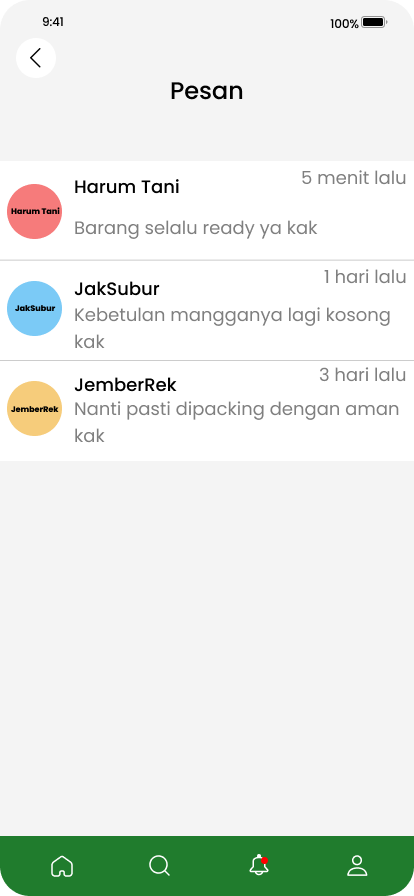 9:41
100%
Pesan
Harum Tani
5 menit lalu
Harum Tani
Barang selalu ready ya kak
JakSubur
1 hari lalu
JakSubur
Kebetulan mangganya lagi kosong
kak
JemberRek
3 hari lalu
JemberRek
Nanti pasti dipacking dengan aman
kak